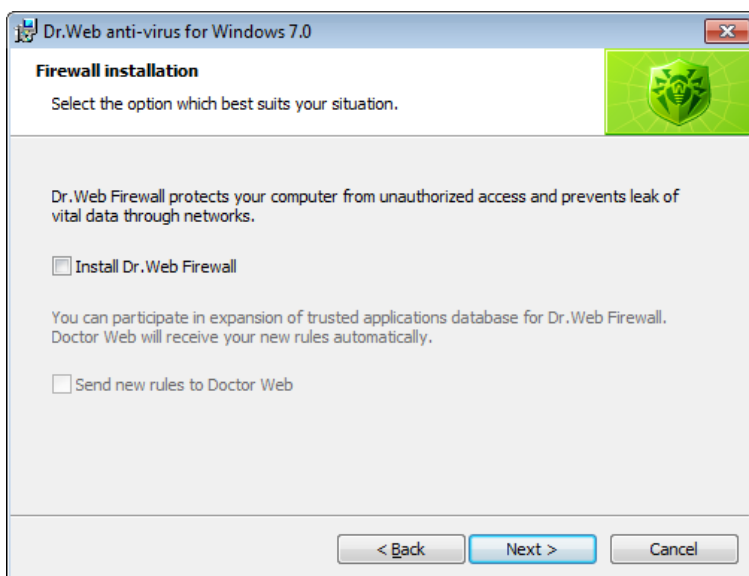 Dr.Web anti-virus for Windows 7.0
Firewall installation
Select the option which best suits your situation.
Dr.Web Firewall protects your computer from unauthorized access and prevents leak of
vital data through networks.
Install Dr.Web Firewall
You can participate in expansion of trusted applications database for Dr.Web Firewall.
Doctor Web will receive your new rules automatically.
Send new rules to Doctor Web
< Back Next > Cancel